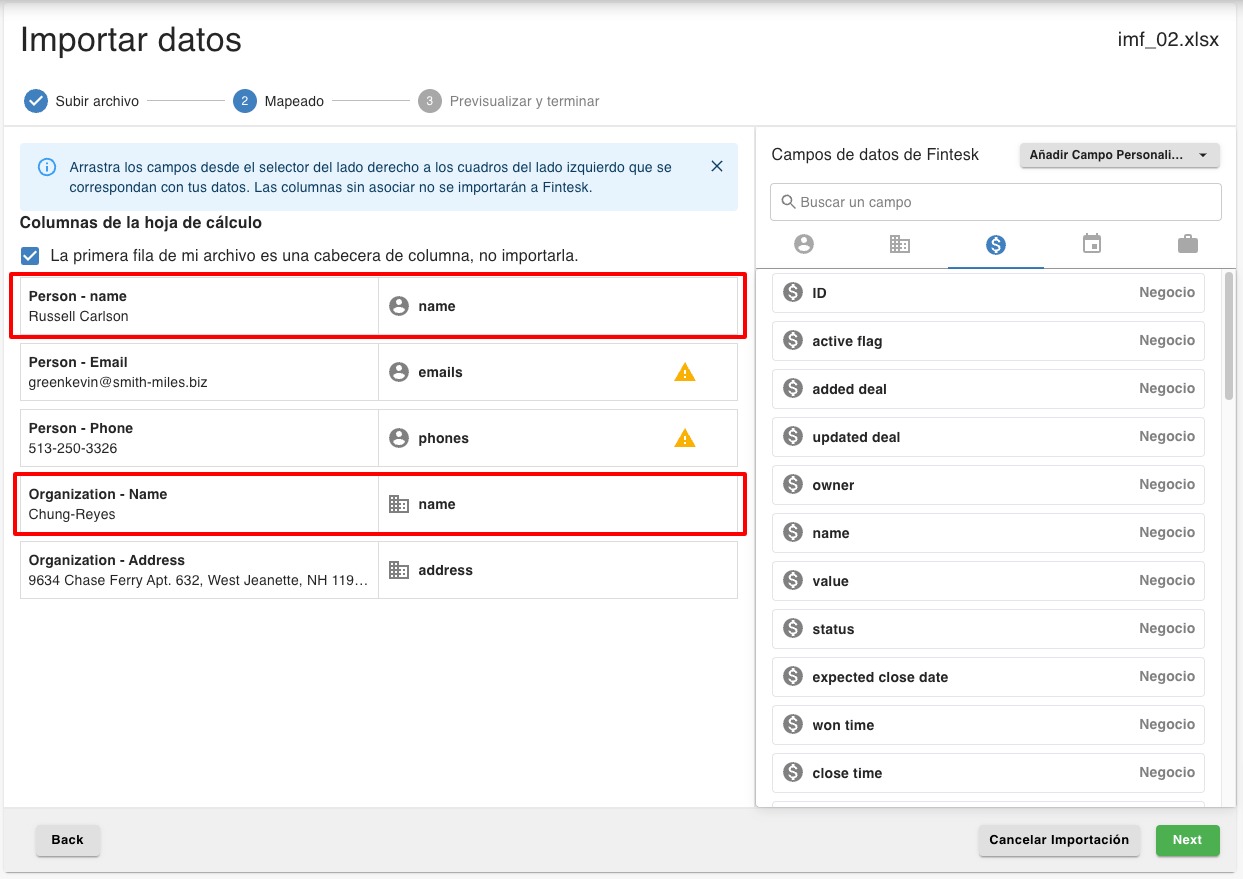 Importar datos
imf_02.xlsx
Subir archivo
2
Mapeado
3
Previsualizar y terminar
Arrastra los campos desde el selector del lado derecho a los cuadros del lado izquierdo que se
correspondan con tus datos. Las columnas sin asociar no se importarán a Fintesk.
Columnas de la hoja de cálculo
La primera fila de mi archivo es una cabecera de columna, no importarla.
Person - name
Russell Carlson
name
Person - Email
greenkevin@smith-miles.biz
emails
Person - Phone
513-250-3326
phones
Organization - Name
Chung-Reyes
name
Organization - Address
9634 Chase Ferry Apt. 632, West Jeanette, NH 119...
address
Campos de datos de Fintesk
Añadir Campo Personali...
Buscar un campo
ID Negocio
active flag Negocio
added deal Negocio
updated deal Negocio
owner Negocio
name Negocio
value Negocio
status Negocio
expected close date Negocio
won time Negocio
close time Negocio
Back
Cancelar Importación
Next